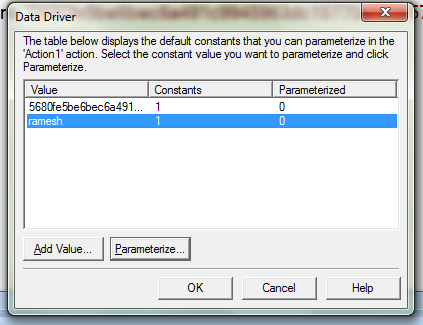 Data Driver
The table below displays the default constants that you can parameterize in the
'Action1' action. Select the constant value you want to parameterize and click
Parameterize.
Value Constants Parameterized
5680fe5be6bec6a491... 1 0
ramesh 1 0
Add Value... Parameterize...
OK Cancel Help